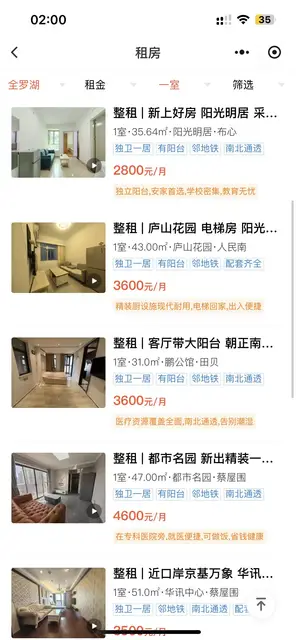 02:00
35
租房
全罗湖
租金
一室
筛选
整租 | 新上好房 阳光明居 采...
1室·35.64㎡·阳光明居·布心
独卫一居 有阳台 邻地铁 南北通透
2800元/月
独立阳台,安家首选,学校密集,教育无忧
整租 | 庐山花园 电梯房 阳光...
1室·43.00㎡·庐山花园·人民南
独卫一居 有阳台 邻地铁 配套齐全
3600元/月
精装厨设施现代耐用,电梯回家,出入便捷
整租 | 客厅带大阳台 朝正南...
1室·31.0㎡·鹏公馆·田贝
独卫一居 有阳台 邻地铁 南北通透
3600元/月
医疗资源覆盖全面,南北通透,告别潮湿
整租 | 都市名园 新出精装一...
1室·47.00㎡·都市名园·蔡屋围
独卫一居 有阳台 邻地铁 南北通透
4600元/月
在专科医院旁,就医便捷,可做饭,省钱健康
整租 | 近口岸京基万象 华讯...
1室·51.0㎡·华讯中心·蔡屋围
独卫一居 邻地铁 南北通透
3500元/月